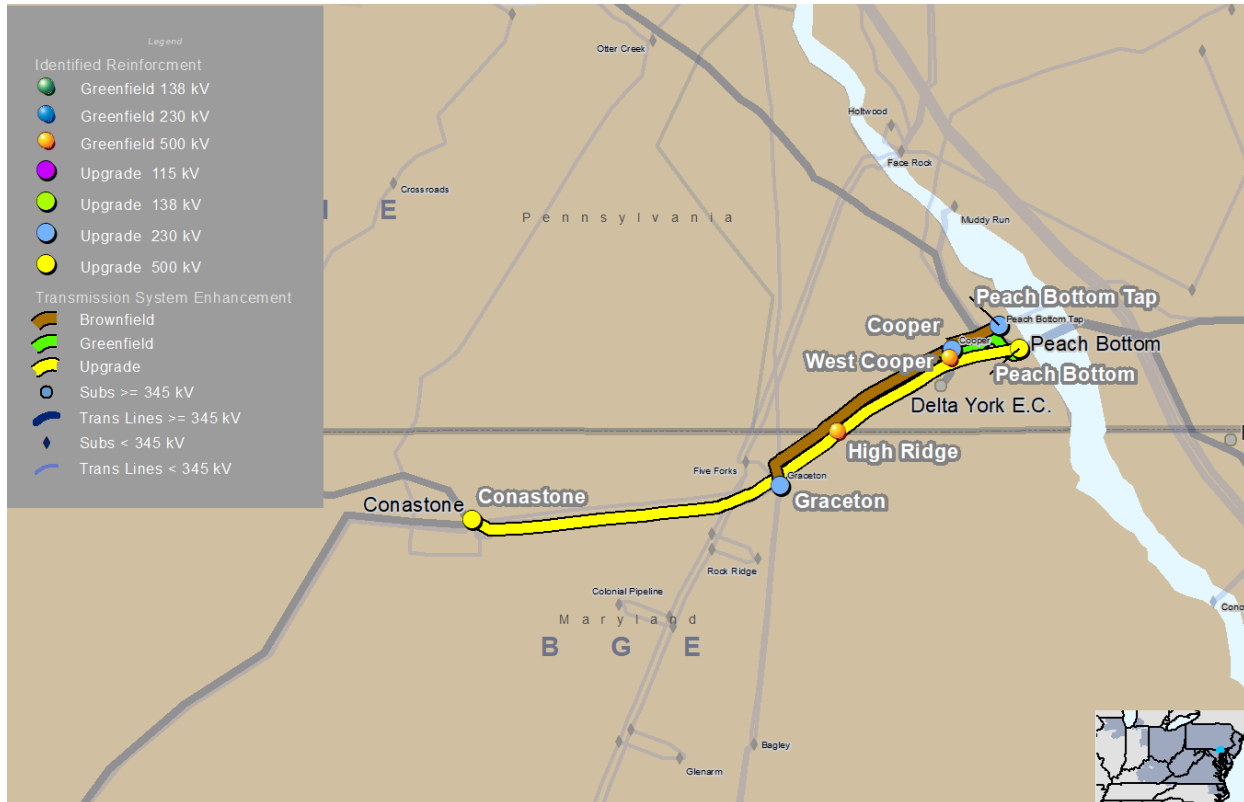 Legend
Identified Reinforcment
Greenfield 138 kV
Greenfield 230 kV
Greenfield 500 kV
Upgrade 115 kV
Upgrade 138 kV
Upgrade 230 kV
Upgrade 500 kV
Transmission System Enhancement
Brownfield
Greenfield
Upgrade
Subs >= 345 kV
Trans Lines >= 345 kV
Subs < 345 kV
Trans Lines < 345 kV
Otter Creek
Holtwood
Face Rock
Crossroads
E
Pennsylvania
Muddy Run
Peach Bottom Tap
Peach Bottom Tap
Cooper
Cooper
Peach Bottom
West Cooper
Peach Bottom
Delta York E.C.
High Ridge
Five Forks
Graceton
Graceton
Conastone
Conastone
Rock Ridge
Colonial Pipeline
Maryland
BGE
Bagley
Glenarm